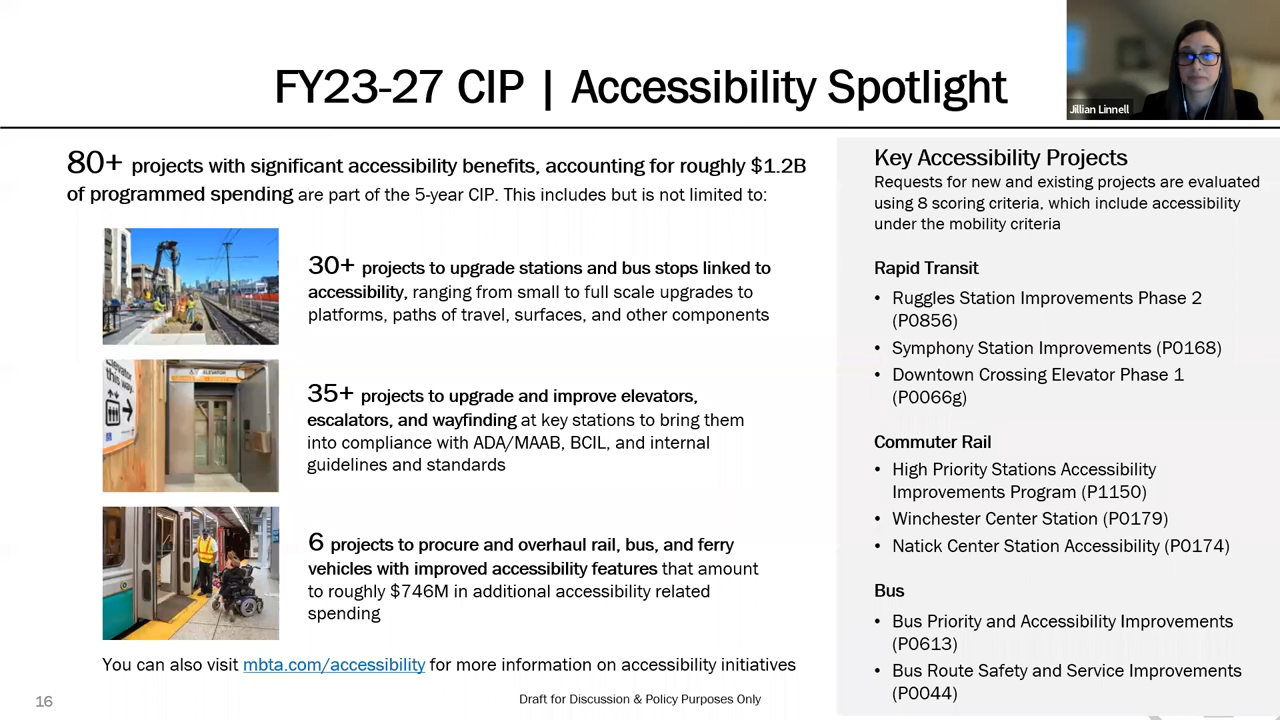 FY23-27 CIP | Accessibility Spotlight
Jillian Linnell
80+ projects with significant accessibility benefits, accounting for roughly $1.2B
of programmed spending are part of the 5-year CIP. This includes but is not limited to:
30+ projects to upgrade stations and bus stops linked to
accessibility, ranging from small to full scale upgrades to
platforms, paths of travel, surfaces, and other components
Elevator
this way.
ELEVATOR
35+ projects to upgrade and improve elevators,
escalators, and wayfinding at key stations to bring them
into compliance with ADA/MAAB, BCIL, and internal
guidelines and standards
6 projects to procure and overhaul rail, bus, and ferry
vehicles with improved accessibility features that amount
to roughly $746M in additional accessibility related
spending
You can also visit mbta.com/accessibility for more information on accessibility initiatives
Key Accessibility Projects
Requests for new and existing projects are evaluated
using 8 scoring criteria, which include accessibility
under the mobility criteria
Rapid Transit
• Ruggles Station Improvements Phase 2
(P0856)
• Symphony Station Improvements (P0168)
• Downtown Crossing Elevator Phase 1
(P0066g)
Commuter Rail
• High Priority Stations Accessibility
Improvements Program (P1150)
• Winchester Center Station (P0179)
• Natick Center Station Accessibility (P0174)
Bus
• Bus Priority and Accessibility Improvements
(P0613)
• Bus Route Safety and Service Improvements
(P0044)
16
Draft for Discussion & Policy Purposes Only